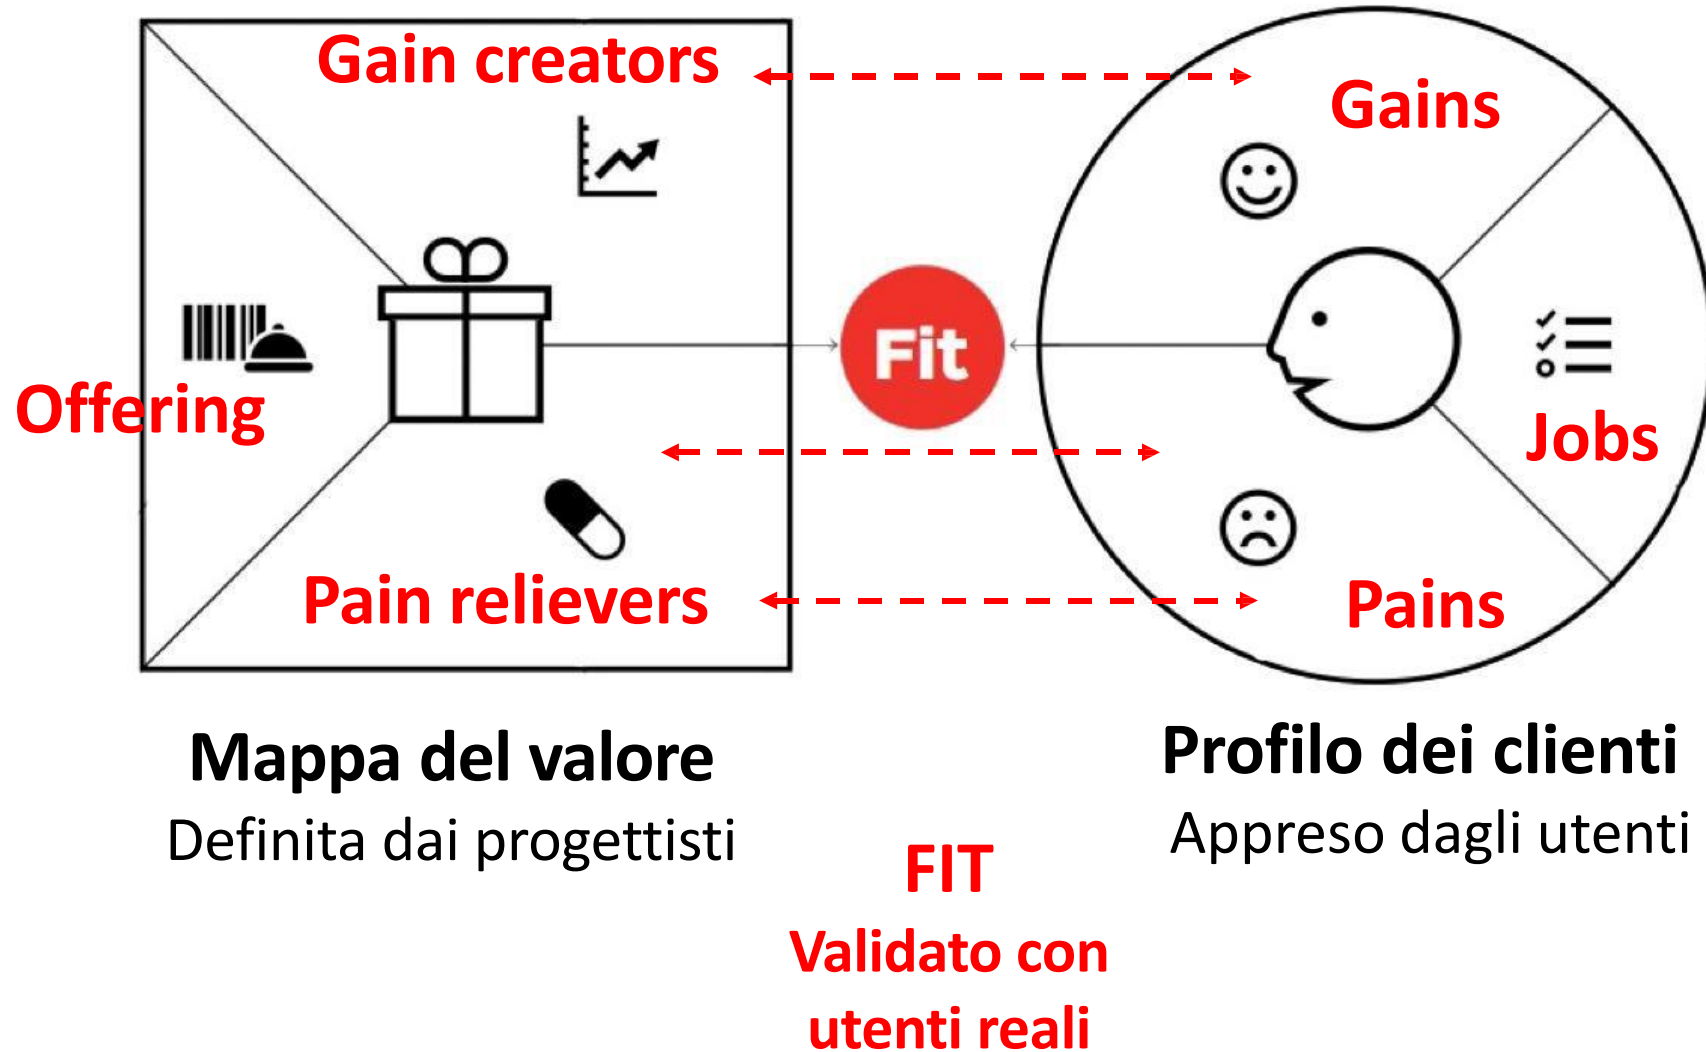 Gain creators
Gains
Fit
Offering
Jobs
Pain relievers
Pains
Mappa del valore
Definita dai progettisti
Profilo dei clienti
Appreso dagli utenti
FIT
Validato con
utenti reali